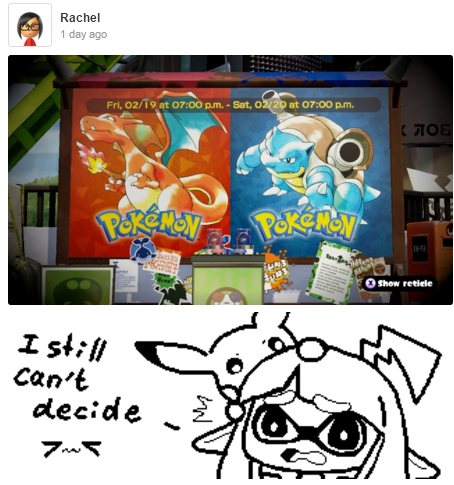 Rachel
1 day ago
Fri, 02/19 at 07:00 p.m. - Sat, 02/20 at 07:00 p.m.
POKéMON
POKéMON
X Show reticle
I still
can't
decide